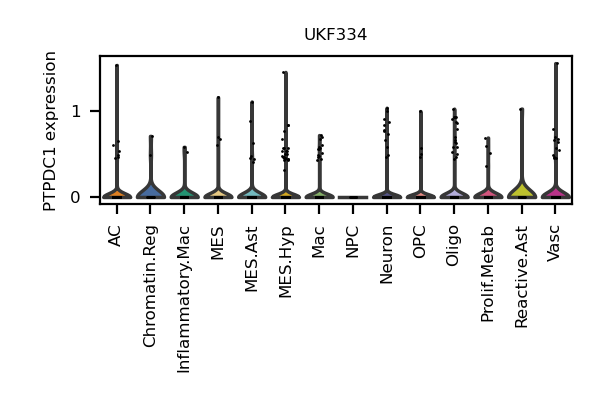 UKF334
PTPDC1 expression
1
0
AC
Chromatin.Reg
Inflammatory.Mac
MES
MES.Ast
MES.Hyp
Mac
NPC
Neuron
OPC
Oligo
Prolif.Metab
Reactive.Ast
Vasc